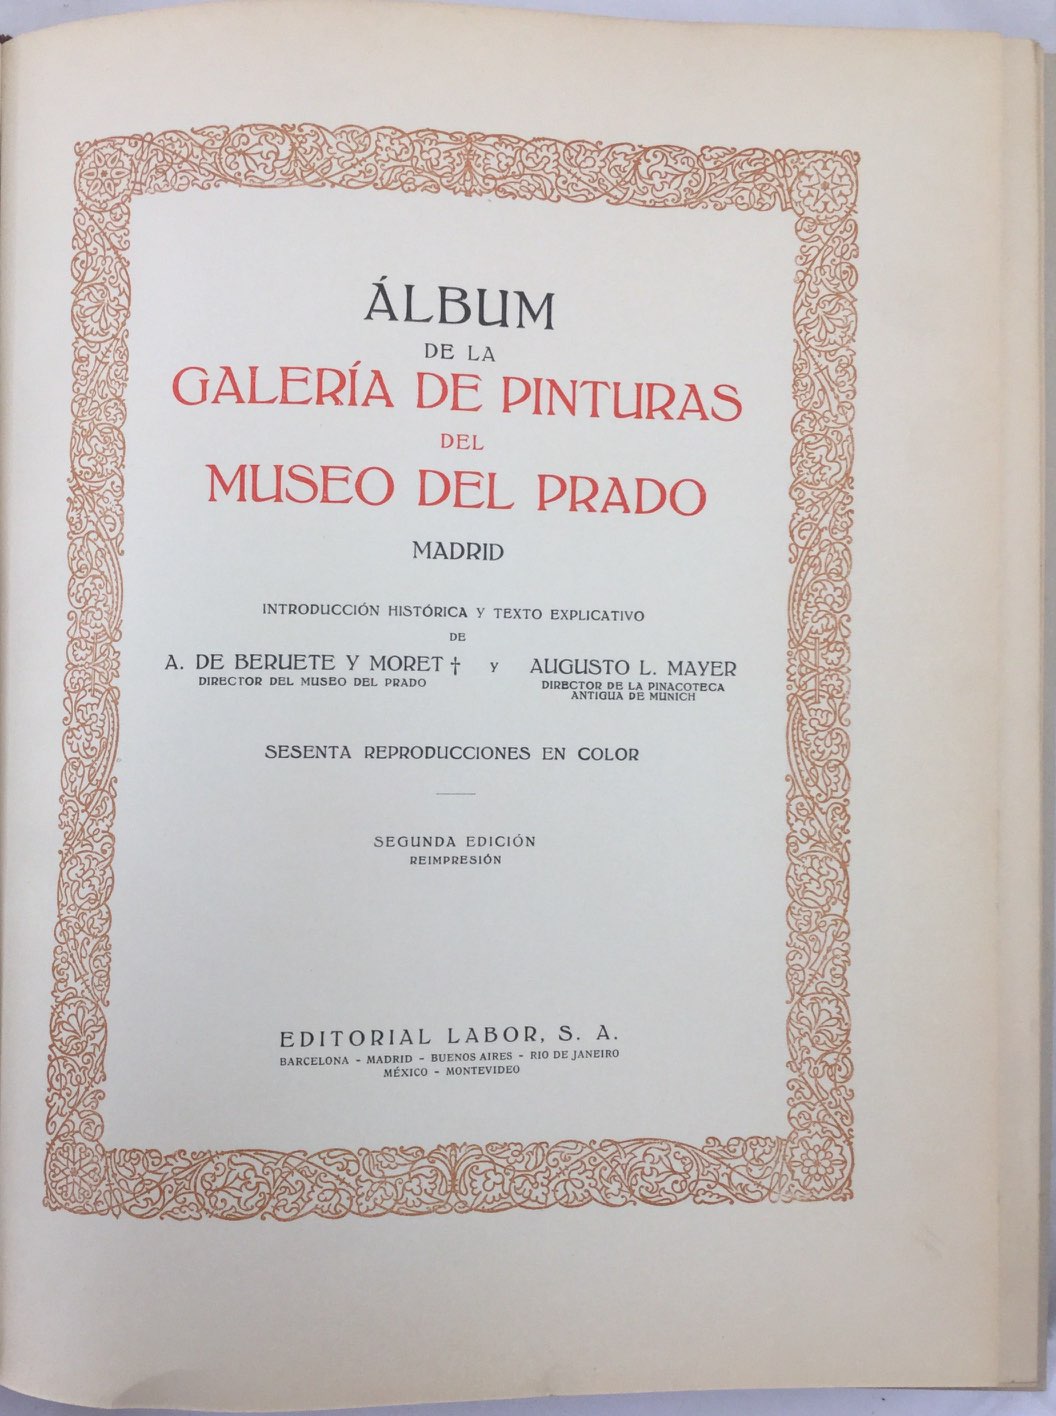 ÁLBUM
DE LA
GALERÍA DE PINTURAS
DEL
MUSEO DEL PRADO
MADRID
INTRODUCCIÓN HISTÓRICA Y TEXTO EXPLICATIVO
DE
A. DE BERUETE Y MORET † Y AUGUSTO L. MAYER
DIRECTOR DEL MUSEO DEL PRADO DIRECTOR DE LA PINACOTECA
ANTIGUA DE MUNICH
SESENTA REPRODUCCIONES EN COLOR
SEGUNDA EDICIÓN
REIMPRESIÓN
EDITORIAL LABOR, S. A.
BARCELONA - MADRID - BUENOS AIRES - RIO DE JANEIRO
MÉXICO - MONTEVIDEO